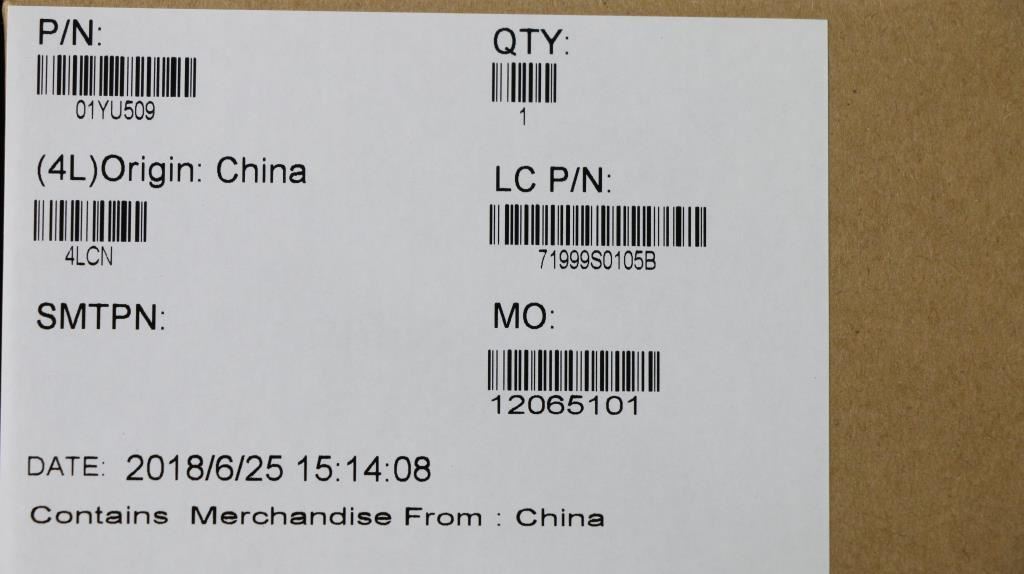 P/N:
01YU509
QTY:
1
(4L)Origin: China
4LCN
LC P/N:
71999S0105B
SMTPN:
MO:
12065101
DATE: 2018/6/25 15:14:08
Contains Merchandise From : China